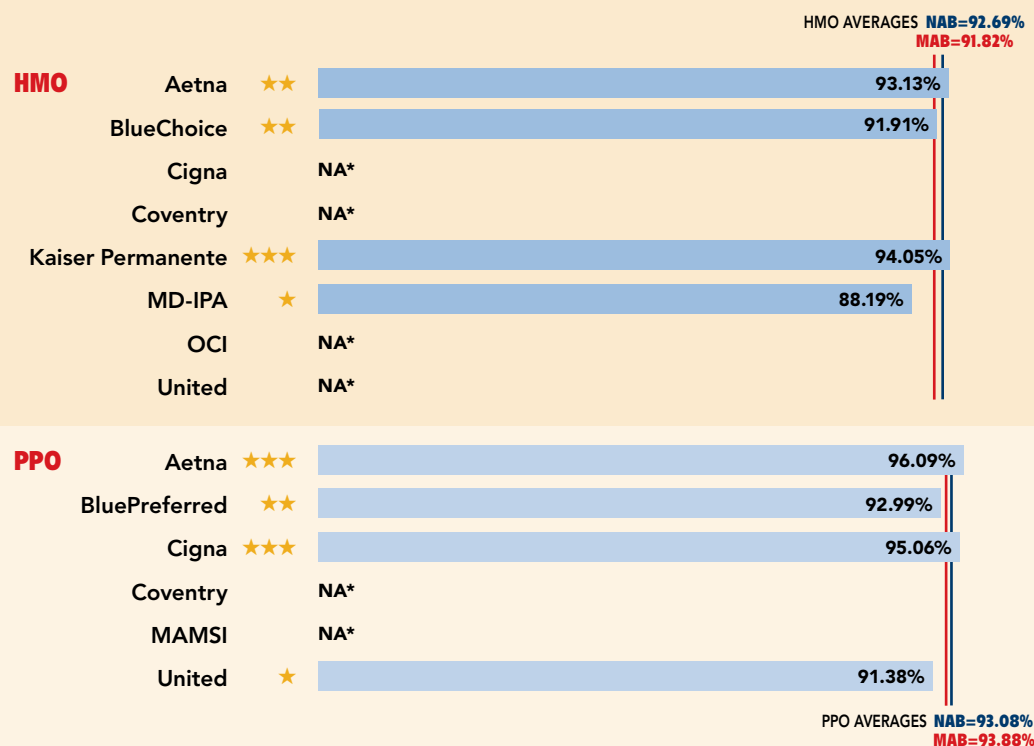 HMO AVERAGES NAB=92.69%
MAB=91.82%
HMO Aetna ★★ 93.13%
BlueChoice ★★ 91.91%
Cigna NA*
Coventry NA*
Kaiser Permanente ★★★ 94.05%
MD-IPA ★ 88.19%
OCI NA*
United NA*
PPO Aetna ★★★ 96.09%
BluePreferred ★★ 92.99%
Cigna ★★★ 95.06%
Coventry NA*
MAMSI NA*
United ★ 91.38%
PPO AVERAGES NAB=93.08%
MAB=93.88%